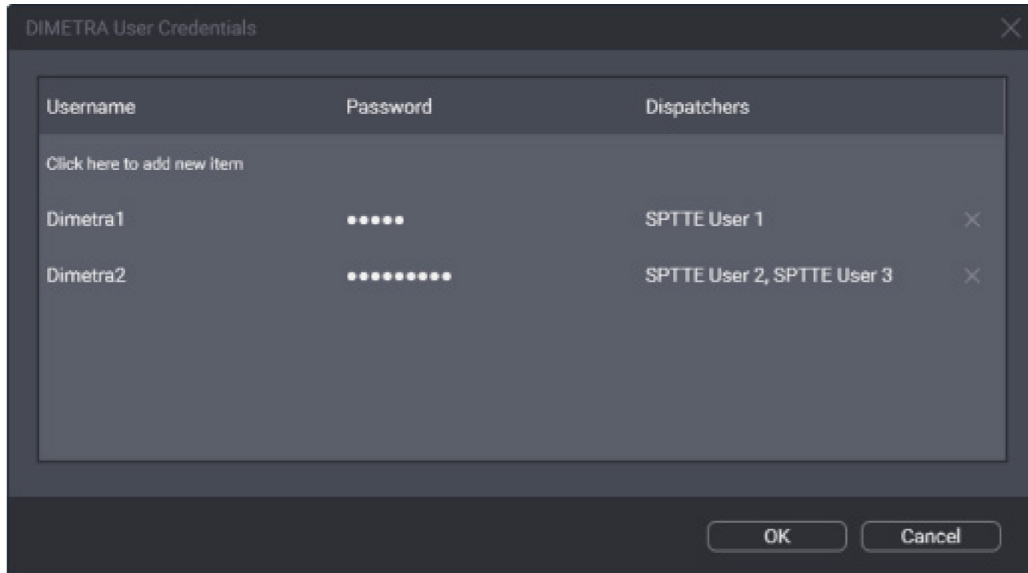 DIMETRA User Credentials
Username Password Dispatchers
Click here to add new item
Dimetra1 ●●●●● SPTTE User 1
Dimetra2 ●●●●●●●●● SPTTE User 2, SPTTE User 3
OK Cancel